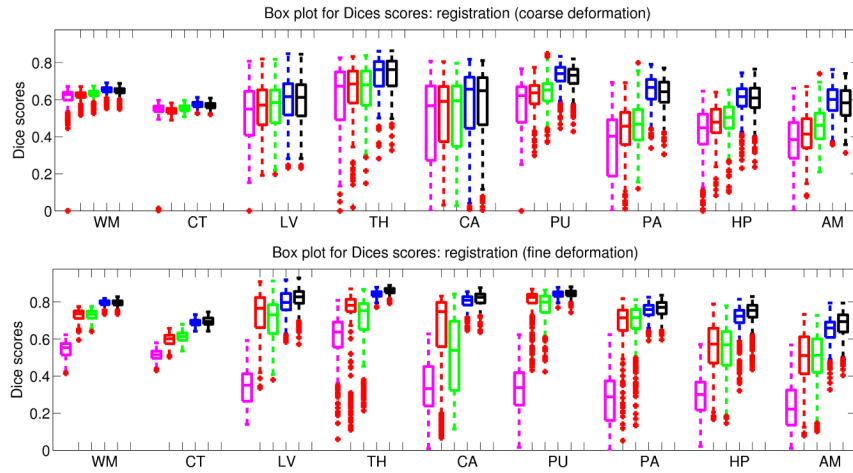 Box plot for Dices scores: registration (coarse deformation)
Dice scores
0.8
0.6
0.4
0.2
0
WM CT LV TH CA PU PA HP AM
Box plot for Dices scores: registration (fine deformation)
Dice scores
0.8
0.6
0.4
0.2
0
WM CT LV TH CA PU PA HP AM